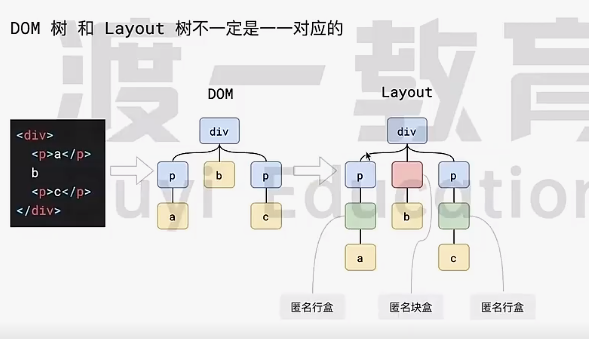 DOM 树 和 Layout 树不一定是一一对应的
渡一教育
Duyi Education
DOM
Layout
<div>
<p>a</p>
b
<p>c</p>
</div>
div
p
b
p
a
c
div
p
p
b
a
c
匿名行盒
匿名块盒
匿名行盒